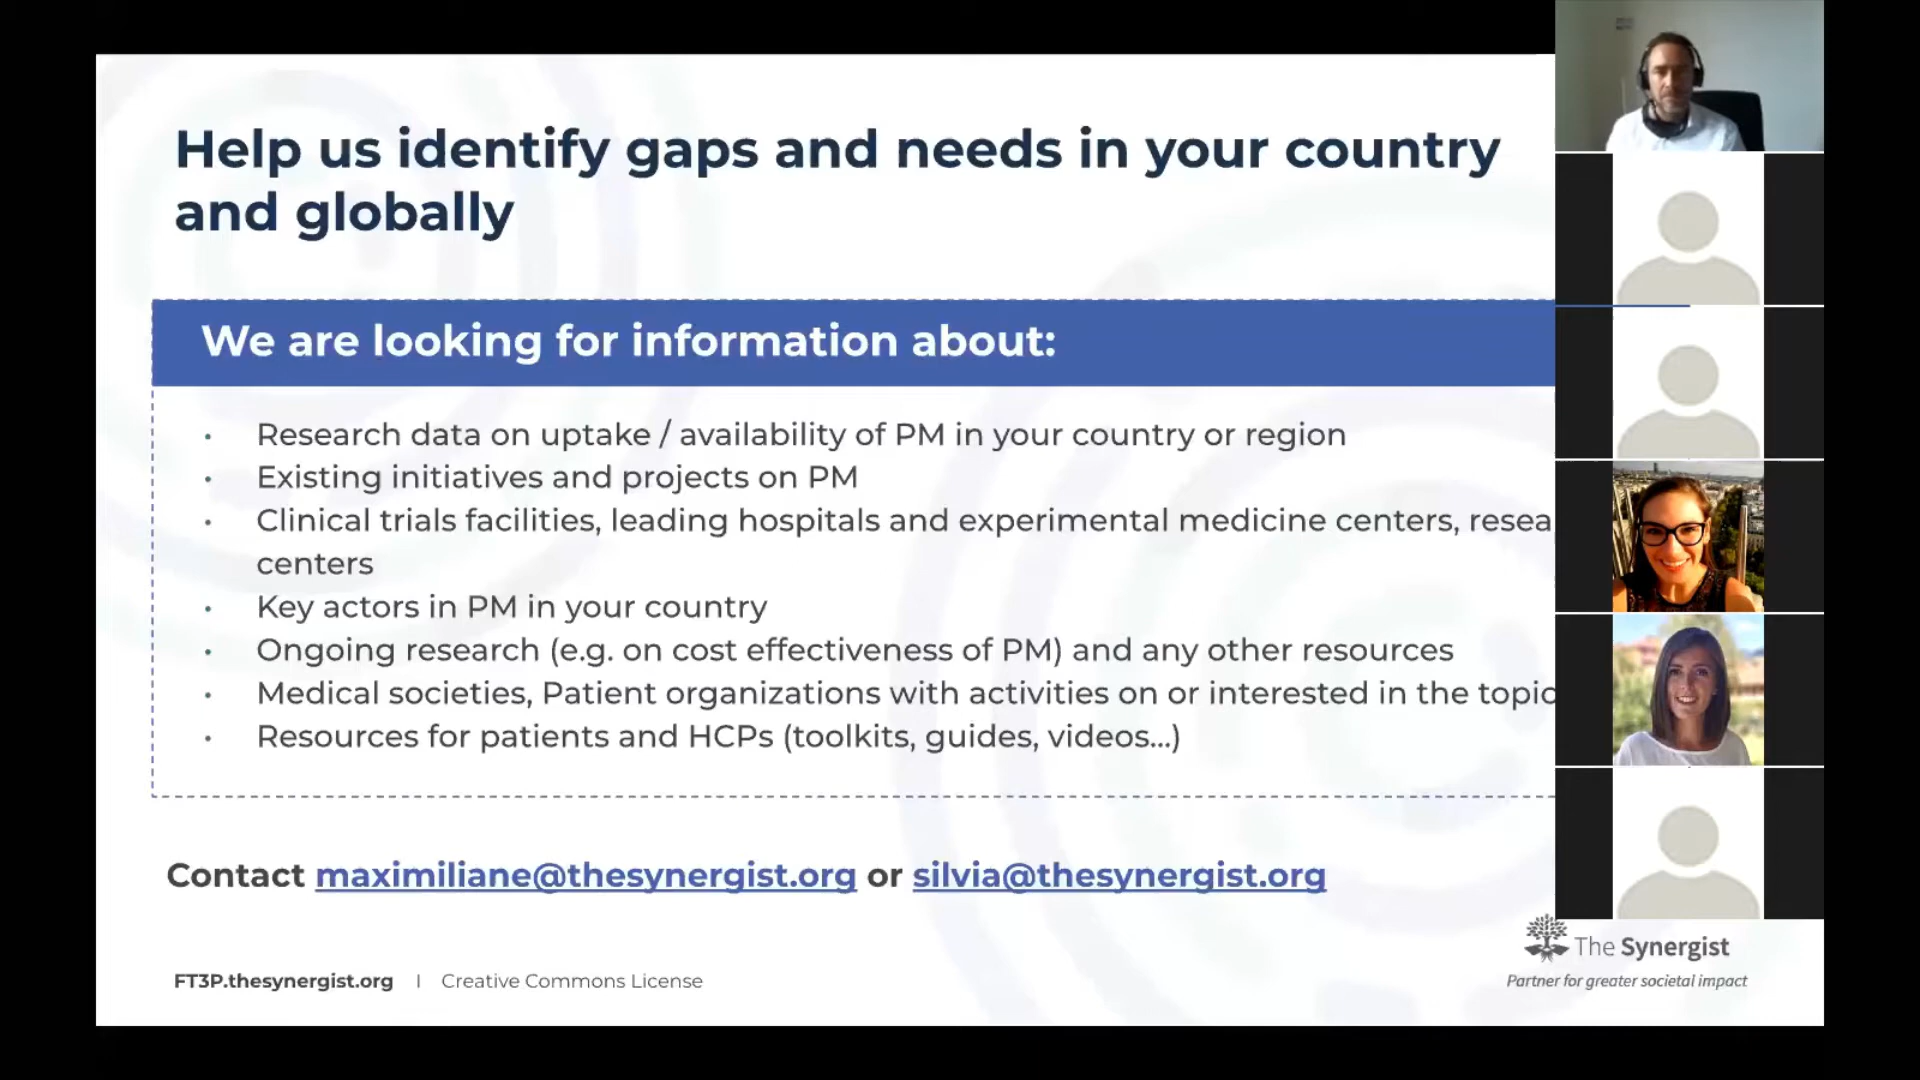 Help us identify gaps and needs in your country
and globally
We are looking for information about:
• Research data on uptake / availability of PM in your country or region
• Existing initiatives and projects on PM
• Clinical trials facilities, leading hospitals and experimental medicine centers, resea
centers
• Key actors in PM in your country
• Ongoing research (e.g. on cost effectiveness of PM) and any other resources
• Medical societies, Patient organizations with activities on or interested in the topic
• Resources for patients and HCPs (toolkits, guides, videos...)
Contact maximiliane@thesynergist.org or silvia@thesynergist.org
The Synergist
Partner for greater societal impact
FT3P.thesynergist.org | Creative Commons License